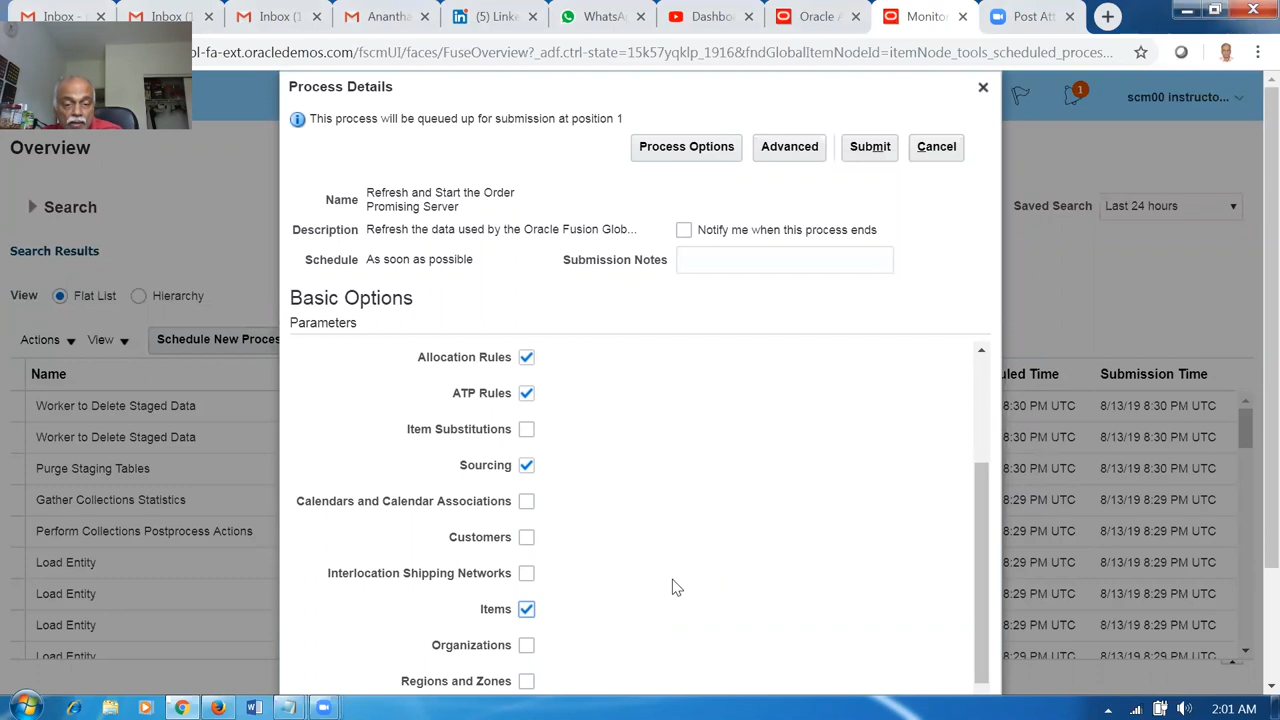 Inbox -
Inbox (
Inbox (1
Anantha
(5) Linke
WhatsA
Dashbo
Oracle A
Monitor
Post Att
ol-fa-ext.oracledemos.com/fscmUI/faces/FuseOverview?_adf.ctrl-state=15k57yqklp_1916&fndGlobalItemNodeId=itemNode_tools_scheduled_proces...
Process Details
1
scm00 instructo...
This process will be queued up for submission at position 1
Overview
Process Options
Advanced
Submit
Cancel
Name
Refresh and Start the Order
Promising Server
Search
Saved Search
Last 24 hours
Description
Refresh the data used by the Oracle Fusion Glob...
Notify me when this process ends
Search Results
Schedule
As soon as possible
Submission Notes
View
Flat List
Hierarchy
Basic Options
Parameters
Actions
View
Schedule New Proces
Allocation Rules
Name
uled Time
Submission Time
ATP Rules
Worker to Delete Staged Data
8:30 PM UTC
8/13/19 8:30 PM UTC
Item Substitutions
Worker to Delete Staged Data
8:30 PM UTC
8/13/19 8:30 PM UTC
Sourcing
Purge Staging Tables
8:30 PM UTC
8/13/19 8:30 PM UTC
Gather Collections Statistics
Calendars and Calendar Associations
8:29 PM UTC
8/13/19 8:29 PM UTC
Perform Collections Postprocess Actions
Customers
8:29 PM UTC
8/13/19 8:29 PM UTC
Load Entity
Interlocation Shipping Networks
8:29 PM UTC
8/13/19 8:29 PM UTC
Load Entity
Items
8:29 PM UTC
8/13/19 8:29 PM UTC
Load Entity
Organizations
8:29 PM UTC
8/13/19 8:29 PM UTC
Load Entity
8:29 PM UTC
8/13/19 8:29 PM UTC
Regions and Zones
2:01 AM